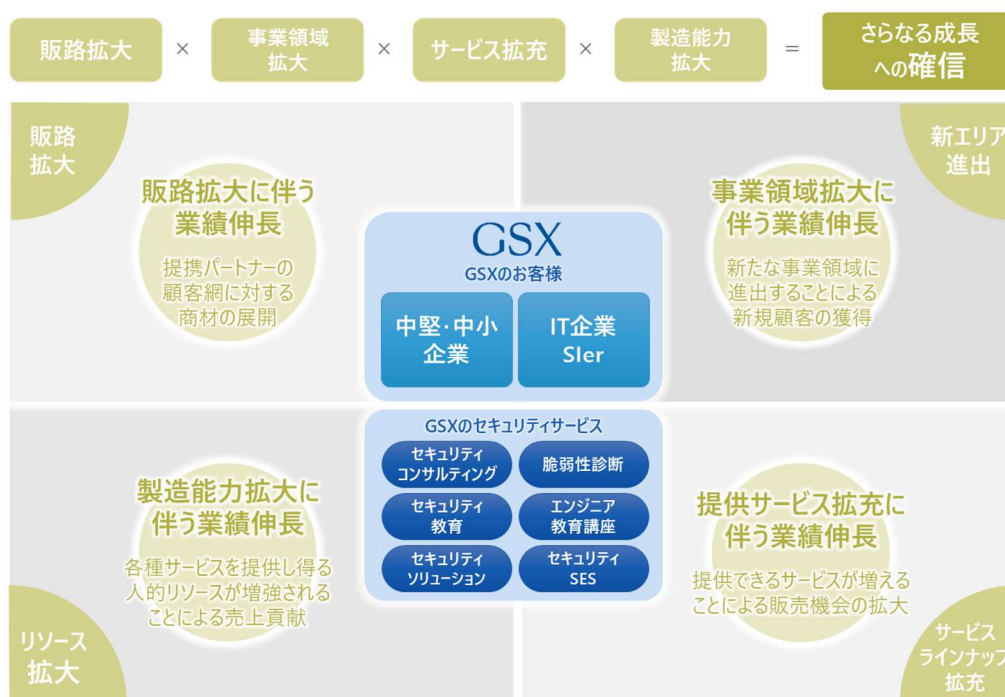 販路拡大 × 事業領域拡大 × サービス拡充 × 製造能力拡大 = さらなる成長への確信
販路
拡大
販路拡大に伴う
業績伸長
提携パートナーの
顧客網に対する
商材の展開
新エリア
進出
事業領域拡大に
伴う業績伸長
新たな事業領域に
進出することによる
新規顧客の獲得
GSX
GSXのお客様
中堅・中小
企業
IT企業
SIer
GSXのセキュリティサービス
セキュリティ
コンサルティング
脆弱性診断
セキュリティ
教育
エンジニア
教育講座
セキュリティ
ソリューション
セキュリティ
SES
製造能力拡大に
伴う業績伸長
各種サービスを提供し得る
人的リソースが増強される
ことによる売上貢献
リソース
拡大
提供サービス拡充に
伴う業績伸長
提供できるサービスが増える
ことによる販売機会の拡大
サービス
ラインナップ
拡充